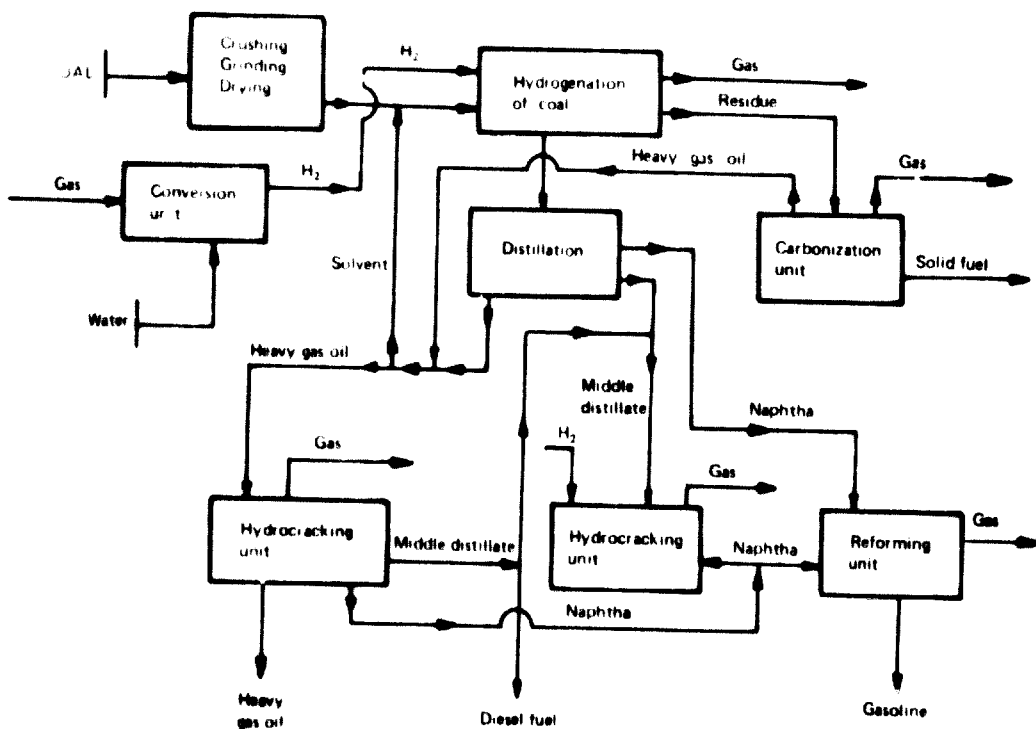 Crushing
Grinding
Drying
H2
Hydrogenation
of coal
Gas
Residue
Heavy gas oil
Gas
H2
Gas
Conversion
unit
Solvent
Distillation
Carbonization
unit
Solid fuel
Water
Heavy gas oil
Middle
distillate
Naphtha
H2
Gas
Gas
Gas
Hydrocracking
unit
Middle distillate
Hydrocracking
unit
Naphtha
Reforming
unit
Naphtha
Heavy
gas oil
Diesel fuel
Gasoline